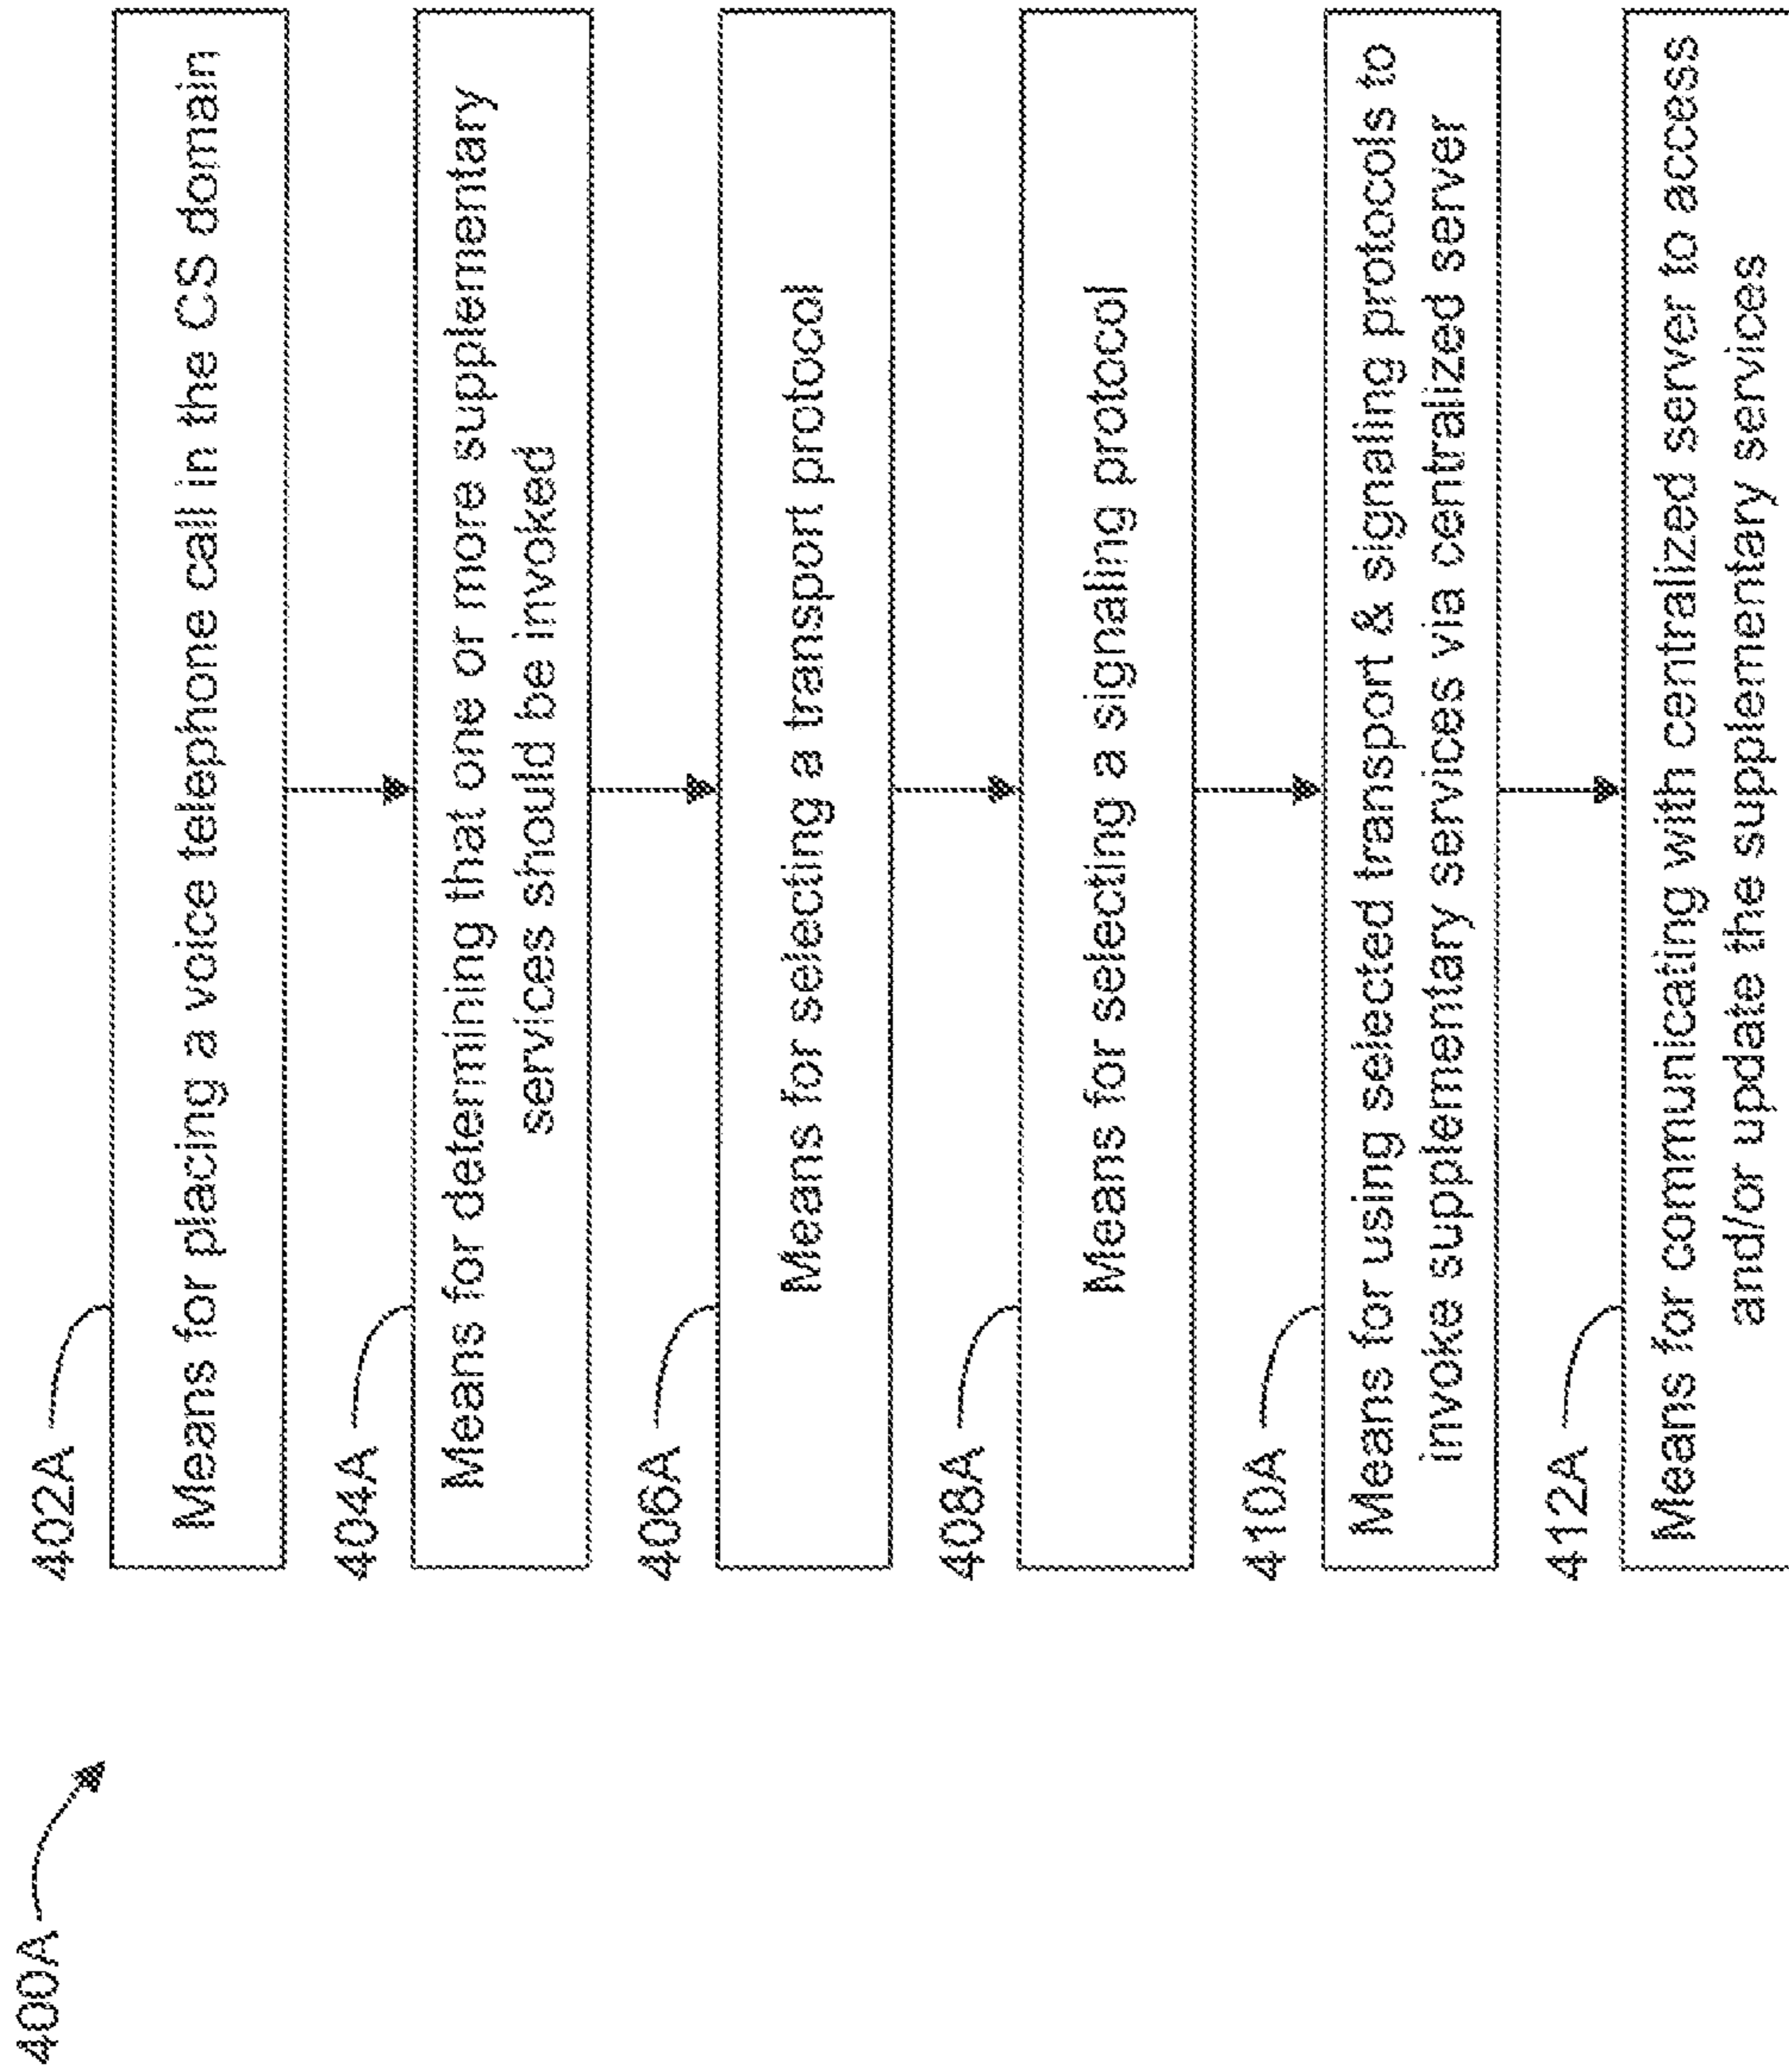 400A
402A
Means for placing a voice telephone call in the CS domain
404A
Means for determining that one or more supplementary
services should be invoked
406A
Means for selecting a transport protocol
408A
Means for selecting a signaling protocol
410A
Means for using selected transport & signaling protocols to
invoke supplementary services via centralized server
412A
Means for communicating with centralized server to access
and/or update the supplementary services